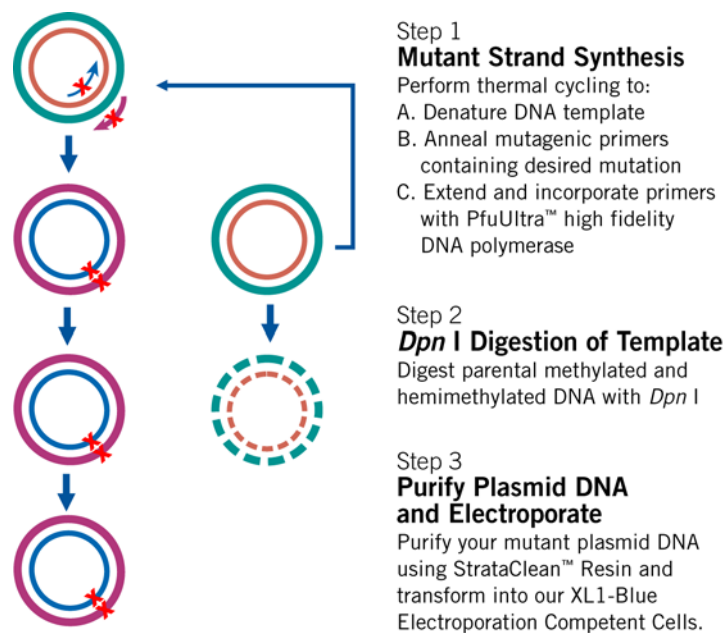 Step 1
Mutant Strand Synthesis
Perform thermal cycling to:
A. Denature DNA template
B. Anneal mutagenic primers
containing desired mutation
C. Extend and incorporate primers
with PfuUltra™ high fidelity
DNA polymerase
Step 2
Dpn I Digestion of Template
Digest parental methylated and
hemimethylated DNA with Dpn I
Step 3
Purify Plasmid DNA
and Electroporate
Purify your mutant plasmid DNA
using StrataClean™ Resin and
transform into our XL1-Blue
Electroporation Competent Cells.